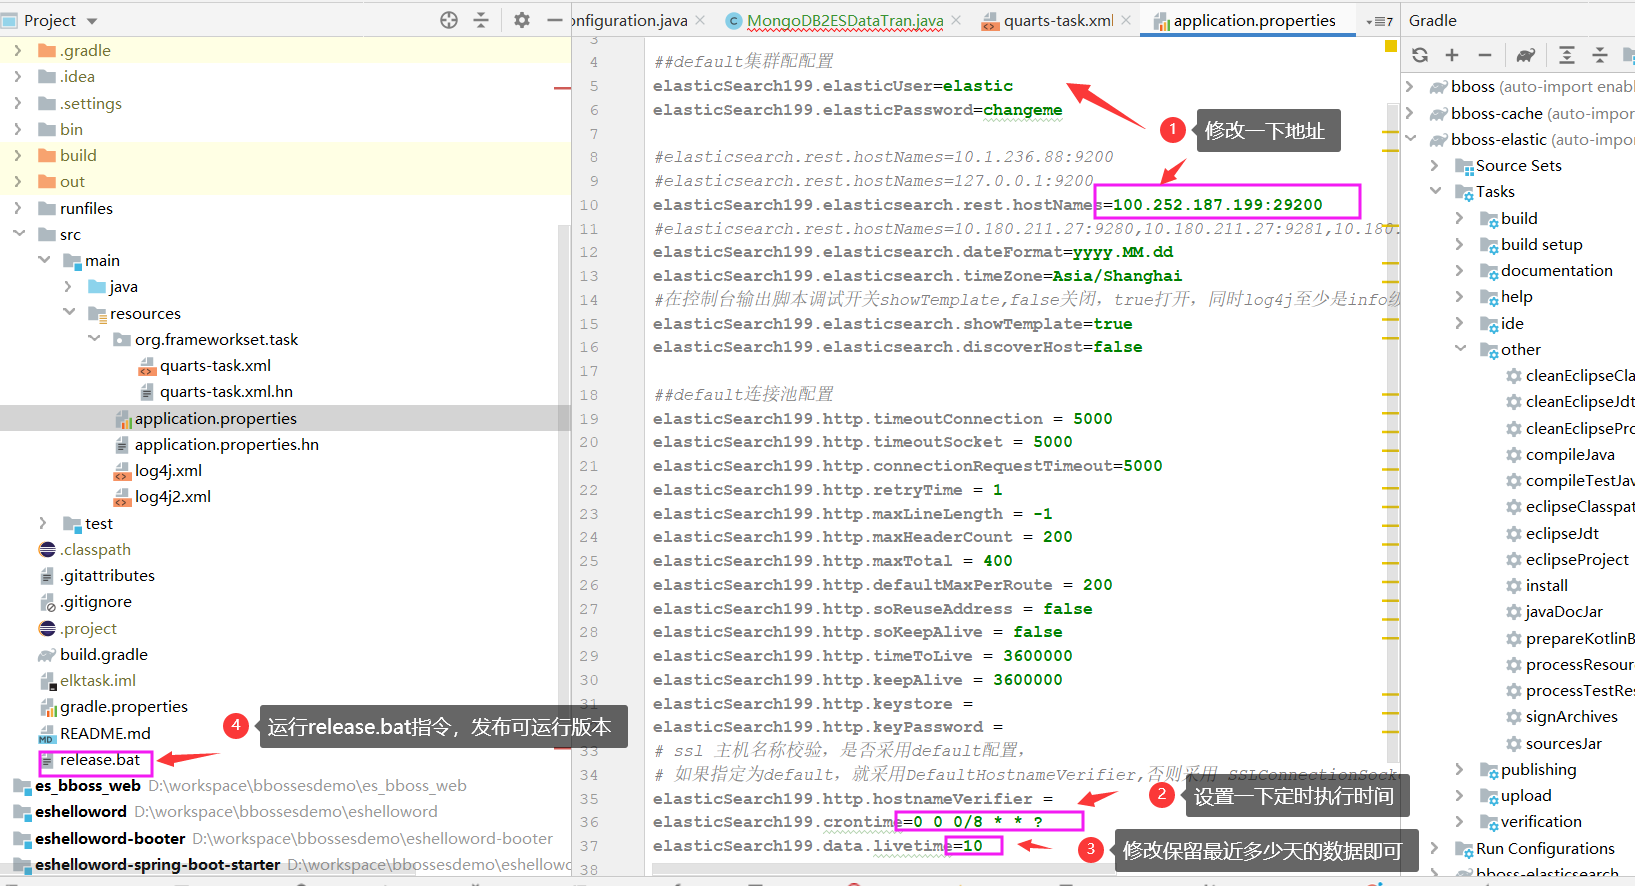 Project
onfiguration.java
MongoDB2ESDataTran.java
quarts-task.xml
application.properties
7
Gradle
.gradle
.idea
.settings
bin
build
out
runfiles
src
main
java
resources
org.frameworkset.task
quarts-task.xml
quarts-task.xml.hn
application.properties
application.properties.hn
log4j.xml
log4j2.xml
test
.classpath
.gitattributes
.gitignore
.project
build.gradle
elktask.iml
gradle.properties
README.md
release.bat
es_bboss_web D:\workspace\bbossesdemo\es_bboss_web
eshelloword D:\workspace\bbossesdemo\eshelloword
eshelloword-booter D:\workspace\bbossesdemo\eshelloword-booter
eshelloword-spring-boot-starter D:\workspace\bbossesdemo\eshelloword
4 运行release.bat指令，发布可运行版本
3
4 ##default集群配配置
5 elasticSearch199.elasticUser=elastic
6 elasticSearch199.elasticPassword=changeme
7
8 #elasticsearch.rest.hostNames=10.1.236.88:9200
9 #elasticsearch.rest.hostNames=127.0.0.1:9200
10 elasticSearch199.elasticsearch.rest.hostNames=100.252.187.199:29200
11 #elasticsearch.rest.hostNames=10.180.211.27:9280,10.180.211.27:9281,10.180.
12 elasticSearch199.elasticsearch.dateFormat=yyyy.MM.dd
13 elasticSearch199.elasticsearch.timeZone=Asia/Shanghai
14 #在控制台输出脚本调试开关showTemplate,false关闭，true打开，同时log4j至少是info级
15 elasticSearch199.elasticsearch.showTemplate=true
16 elasticSearch199.elasticsearch.discoverHost=false
17
18 ##default连接池配置
19 elasticSearch199.http.timeoutConnection = 5000
20 elasticSearch199.http.timeoutSocket = 5000
21 elasticSearch199.http.connectionRequestTimeout=5000
22 elasticSearch199.http.retryTime = 1
23 elasticSearch199.http.maxLineLength = -1
24 elasticSearch199.http.maxHeaderCount = 200
25 elasticSearch199.http.maxTotal = 400
26 elasticSearch199.http.defaultMaxPerRoute = 200
27 elasticSearch199.http.soReuseAddress = false
28 elasticSearch199.http.soKeepAlive = false
29 elasticSearch199.http.timeToLive = 3600000
30 elasticSearch199.http.keepAlive = 3600000
31 elasticSearch199.http.keystore =
elasticSearch199.http.keyPassword =
33 # ssl 主机名称校验，是否采用default配置，
34 # 如果指定为default，就采用DefaultHostnameVerifier,否则采用 SSLConnectionSock
35 elasticSearch199.http.hostnameVerifier =
36 elasticSearch199.crontime=0 0 0/8 * * ?
37 elasticSearch199.data.livetime=10
38
1 修改一下地址
2 设置一下定时执行时间
3 修改保留最近多少天的数据即可
bboss (auto-import enabl
bboss-cache (auto-impor
bboss-elastic (auto-impo
Source Sets
Tasks
build
build setup
documentation
help
ide
other
cleanEclipseCla
cleanEclipseJdt
cleanEclipsePro
compileJava
compileTestJav
eclipseClasspat
eclipseJdt
eclipseProject
install
javaDocJar
prepareKotlinB
processResour
processTestRes
signArchives
sourcesJar
publishing
upload
verification
Run Configurations
bboss-elasticsearch